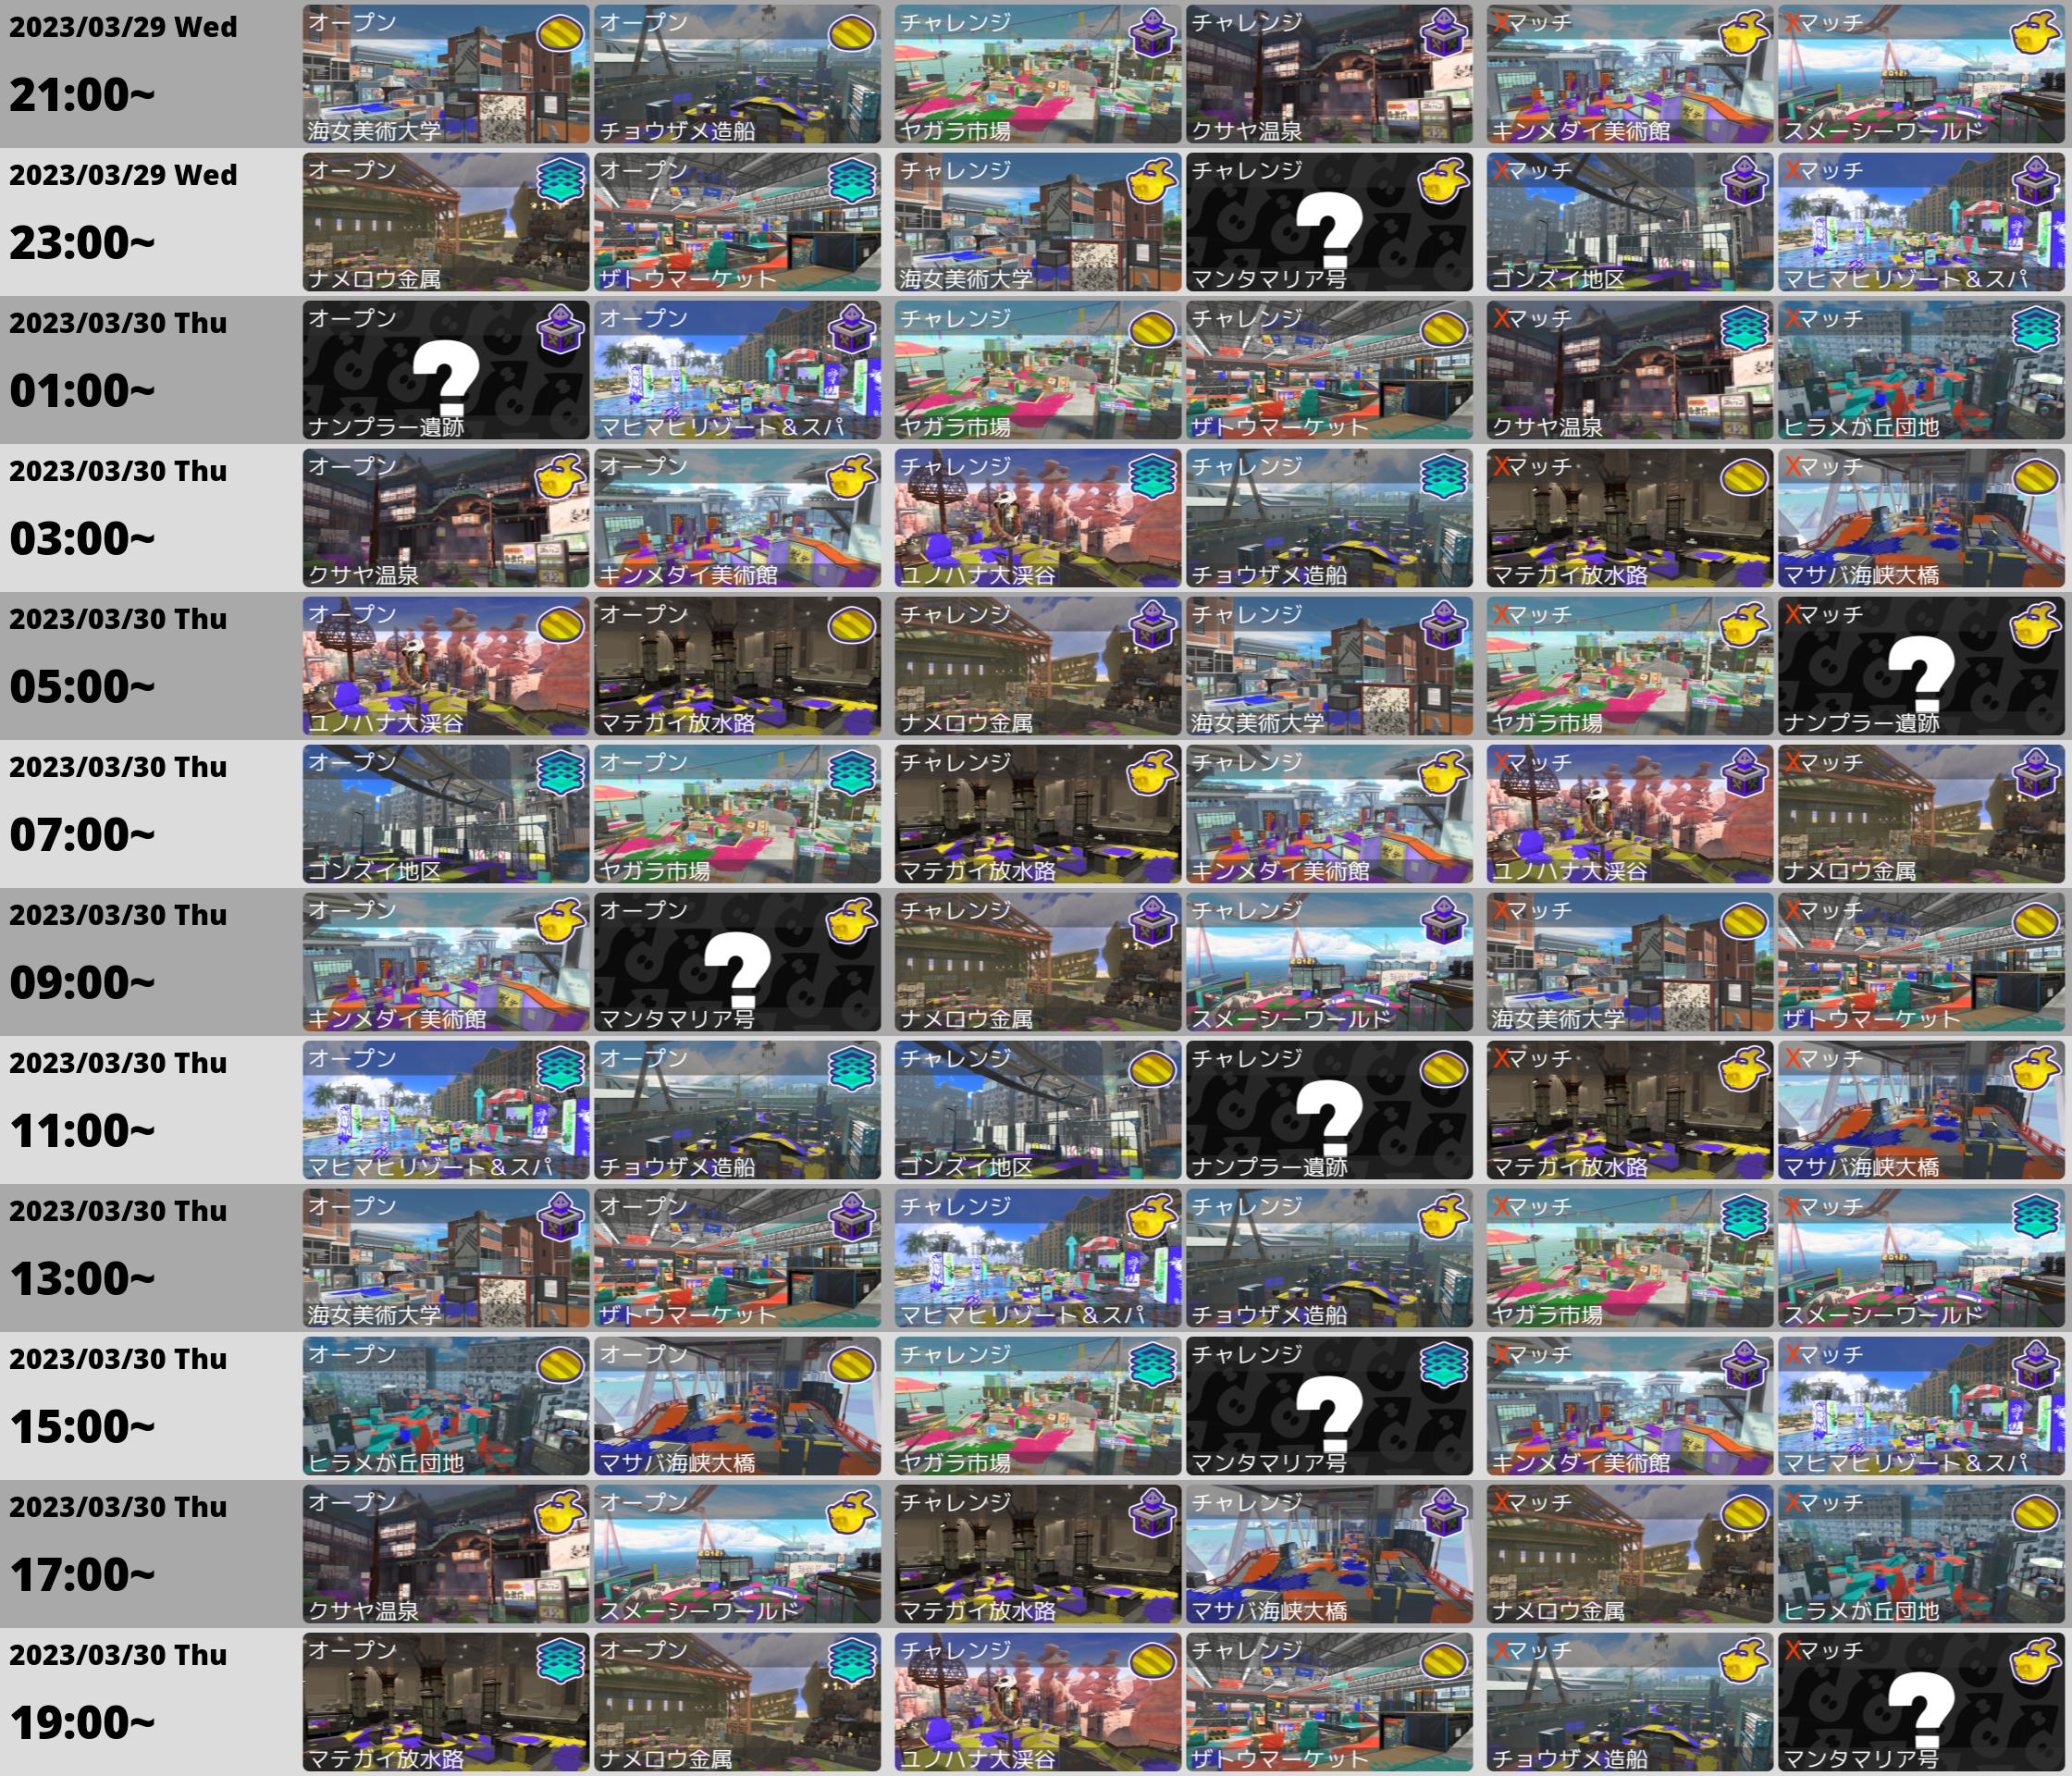 2023/03/29 Wed
21:00~
オープン オープン チャレンジ チャレンジ Xマッチ Xマッチ
海女美術大学 チョウザメ造船 ヤガラ市場 クサヤ温泉 キンメダイ美術館 スメーシーワールド
2023/03/29 Wed
23:00~
オープン オープン チャレンジ チャレンジ Xマッチ Xマッチ
ナメロウ金属 ザトウマーケット 海女美術大学 マンタマリア号 ゴンズイ地区 マヒマヒリゾート&スパ
2023/03/30 Thu
01:00~
オープン オープン チャレンジ チャレンジ Xマッチ Xマッチ
ナンプラー遺跡 マヒマヒリゾート&スパ ヤガラ市場 ザトウマーケット クサヤ温泉 ヒラメが丘団地
2023/03/30 Thu
03:00~
オープン オープン チャレンジ チャレンジ Xマッチ Xマッチ
クサヤ温泉 キンメダイ美術館 ユノハナ大渓谷 チョウザメ造船 マテガイ放水路 マサバ海峡大橋
2023/03/30 Thu
05:00~
オープン オープン チャレンジ チャレンジ Xマッチ Xマッチ
ユノハナ大渓谷 マテガイ放水路 ナメロウ金属 海女美術大学 ヤガラ市場 ナンプラー遺跡
2023/03/30 Thu
07:00~
オープン オープン チャレンジ チャレンジ Xマッチ Xマッチ
ゴンズイ地区 ヤガラ市場 マテガイ放水路 キンメダイ美術館 ユノハナ大渓谷 ナメロウ金属
2023/03/30 Thu
09:00~
オープン オープン チャレンジ チャレンジ Xマッチ Xマッチ
キンメダイ美術館 マンタマリア号 ナメロウ金属 スメーシーワールド 海女美術大学 ザトウマーケット
2023/03/30 Thu
11:00~
オープン オープン チャレンジ チャレンジ Xマッチ Xマッチ
マヒマヒリゾート&スパ チョウザメ造船 ゴンズイ地区 ナンプラー遺跡 マテガイ放水路 マサバ海峡大橋
2023/03/30 Thu
13:00~
オープン オープン チャレンジ チャレンジ Xマッチ Xマッチ
海女美術大学 ザトウマーケット マヒマヒリゾート&スパ チョウザメ造船 ヤガラ市場 スメーシーワールド
2023/03/30 Thu
15:00~
オープン オープン チャレンジ チャレンジ Xマッチ Xマッチ
ヒラメが丘団地 マサバ海峡大橋 ヤガラ市場 マンタマリア号 キンメダイ美術館 マヒマヒリゾート&スパ
2023/03/30 Thu
17:00~
オープン オープン チャレンジ チャレンジ Xマッチ Xマッチ
クサヤ温泉 スメーシーワールド マテガイ放水路 マサバ海峡大橋 ナメロウ金属 ヒラメが丘団地
2023/03/30 Thu
19:00~
オープン オープン チャレンジ チャレンジ Xマッチ Xマッチ
マテガイ放水路 ナメロウ金属 ユノハナ大渓谷 ザトウマーケット チョウザメ造船 マンタマリア号